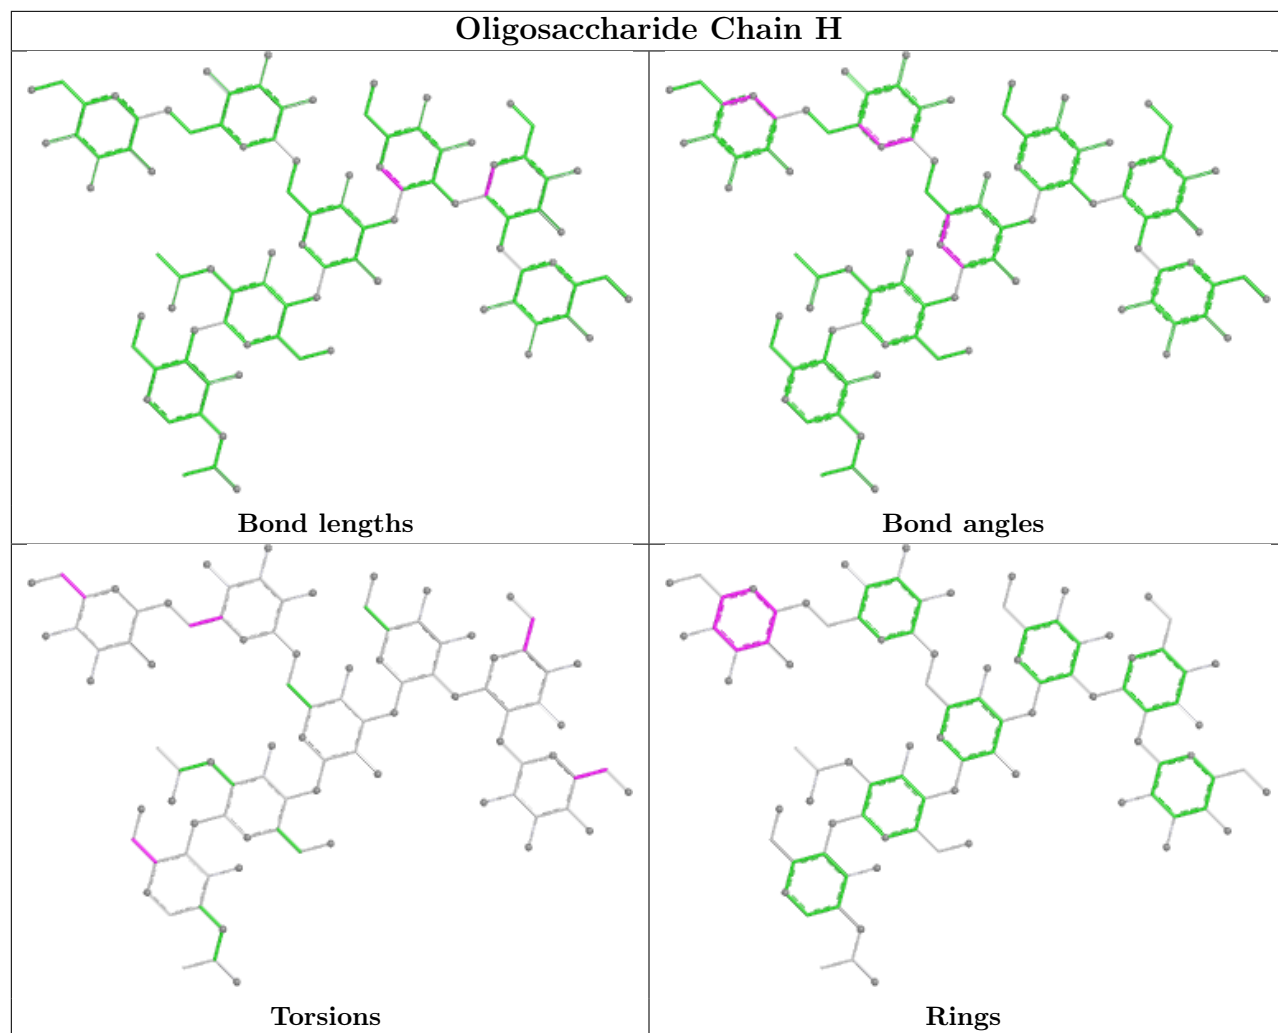 Oligosaccharide Chain H
Bond lengths
Bond angles
Torsions
Rings